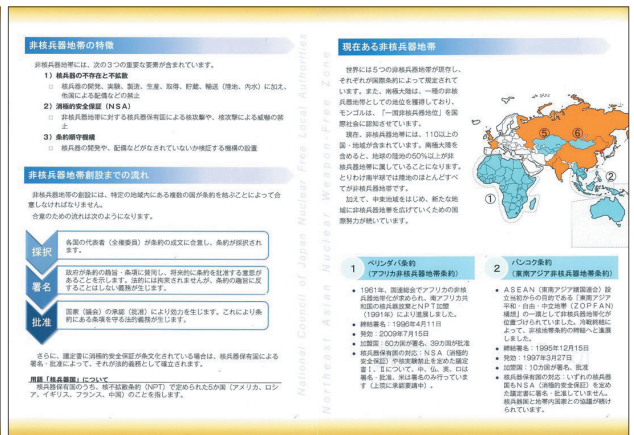 非核兵器地帯の特徴
非核兵器地帯には、次の3つの重要な要素が含まれています。
1）核兵器の不存在と不拡散
□ 核兵器の開発、実験、製造、生産、取得、貯蔵、輸送（陸地、内水）に加え、
他国による配備などの禁止
2）消極的安全保証（NSA）
□ 非核兵器地帯に対する核兵器保有国による核攻撃や、核攻撃による威嚇の禁
止
3）条約順守機構
□ 核兵器の開発や、配備などがなされていないか検証する機構の設置
非核兵器地帯創設までの流れ
非核兵器地帯の創設には、特定の地域内にある複数の国が条約を結ぶことによって合
意しなければなりません。
合意のための流れは次のようになります。
採択
各国の代表者（全権委員）が条約の成文に合意し、条約が採択され
ます。
署名
政府が条約の趣旨・条項に賛同し、将来的に条約を批准する意思が
あることを示します。法的には拘束されませんが、条約の趣旨に反
することはしない義務が生じます。
批准
国家（議会）の承認（批准）により効力を生じます。これにより条
約にある条項を守る法的義務が生じます。
さらに、議定書に消極的安全保証が条文化されている場合は、核兵器保有国による
署名・批准によって、それが法的義務として確立されます。
用語「核兵器国」について
核兵器保有国のうち、核不拡散条約（NPT）で定められた5か国（アメリカ、ロシ
ア、イギリス、フランス、中国）のことを指します。
National Council of Japan Nuclear Free Local Authorities
Northeast Asian Nuclear Weapon-Free Zone
現在ある非核兵器地帯
世界には5つの非核兵器地帯が現存し、
それぞれが国際条約によって規定されて
います。また、南極大陸は、一種の非核
兵器地帯としての地位を獲得しており、
モンゴルは、「一国非核兵器地位」を国
際社会に認知させています。
現在、非核兵器地帯には、110以上の
国・地域が含まれています。南極大陸を
含めると、地球の陸地の50%以上が非
核兵器地帯に属していることになります。
とりわけ南半球では陸地のほとんどすべ
てが非核兵器地帯です。
加えて、中東地域をはじめ、新たな地
域に非核兵器地帯を広げていくための国
際努力が続いています。
⑤
⑥
①
②
1 ペリンダバ条約
（アフリカ非核兵器地帯条約）
• 1961年、国連総会でアフリカの非核
兵器地帯化が求められ、南アフリカ共
和国の核兵器放棄とNPT加盟
（1991年）により進展しました。
• 締結署名：1996年4月11日
• 発効：2009年7月15日
• 加盟国：50カ国が署名、39カ国が批准
• 核兵器保有国の対応：NSA（消極的
安全保証）や核実験禁止を定めた議定
書Ⅰ、Ⅱについて、中、仏、英、ロは
署名・批准、米は署名のみ行っていま
す（上院に承認要請中）。
2 バンコク条約
（東南アジア非核兵器地帯条約）
• ASEAN（東南アジア諸国連合）設
立当初からの目的である「東南アジア
平和・自由・中立地帯（ZOPFAN）
構想」の一環として非核兵器地帯化が
位置づけられていました。冷戦終結に
よって、非核地帯条約の締結へと進展し
ました。
• 締結署名：1995年12月15日
• 発効：1997年3月27日
• 加盟国：10カ国が署名、批准
• 核兵器保有国の対応：いずれの核兵器
国もNSA（消極的安全保証）を定め
た議定書に署名・批准していません。
核兵器国と地帯内国家との協議が続け
られています。